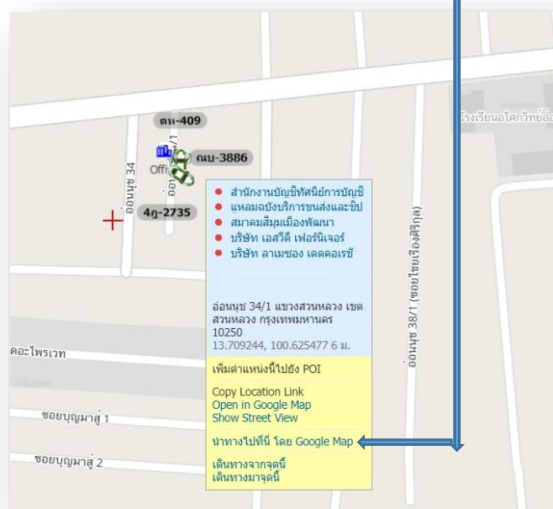 ตห-409
โรงเรียนอโศกวิทย์อ่อ
ฌบ-3886
Offi
อ่อนนุช 34
4ฎ-2735
สำนักงานบัญชีทัศนีย์การบัญชี
แหลมฉบังบริการขนส่งและชิป
สมาคมสีมุมเมืองพัฒนา
บริษัท เอสวีดี เฟอร์นิเจอร์
บริษัท ลาเมซอง เดคคอเรชั่
อ่อนนุช 34/1 แขวงสวนหลวง เขต
สวนหลวง กรุงเทพมหานคร
10250
13.709244, 100.625477 6 ม.
อ่อนนุช 38/1 (ซอยไชยเรืองศิริกุล)
คอะไพรเวท
เพิ่มตำแหน่งนี้ไปยัง POI
Copy Location Link
Open in Google Map
Show Street View
ซอยบุญมาสู่ 1
นำทางไปที่นี่ โดย Google Map
ซอยบุญมาสู่ 2
เดินทางจากจุดนี้
เดินทางมาจุดนี้